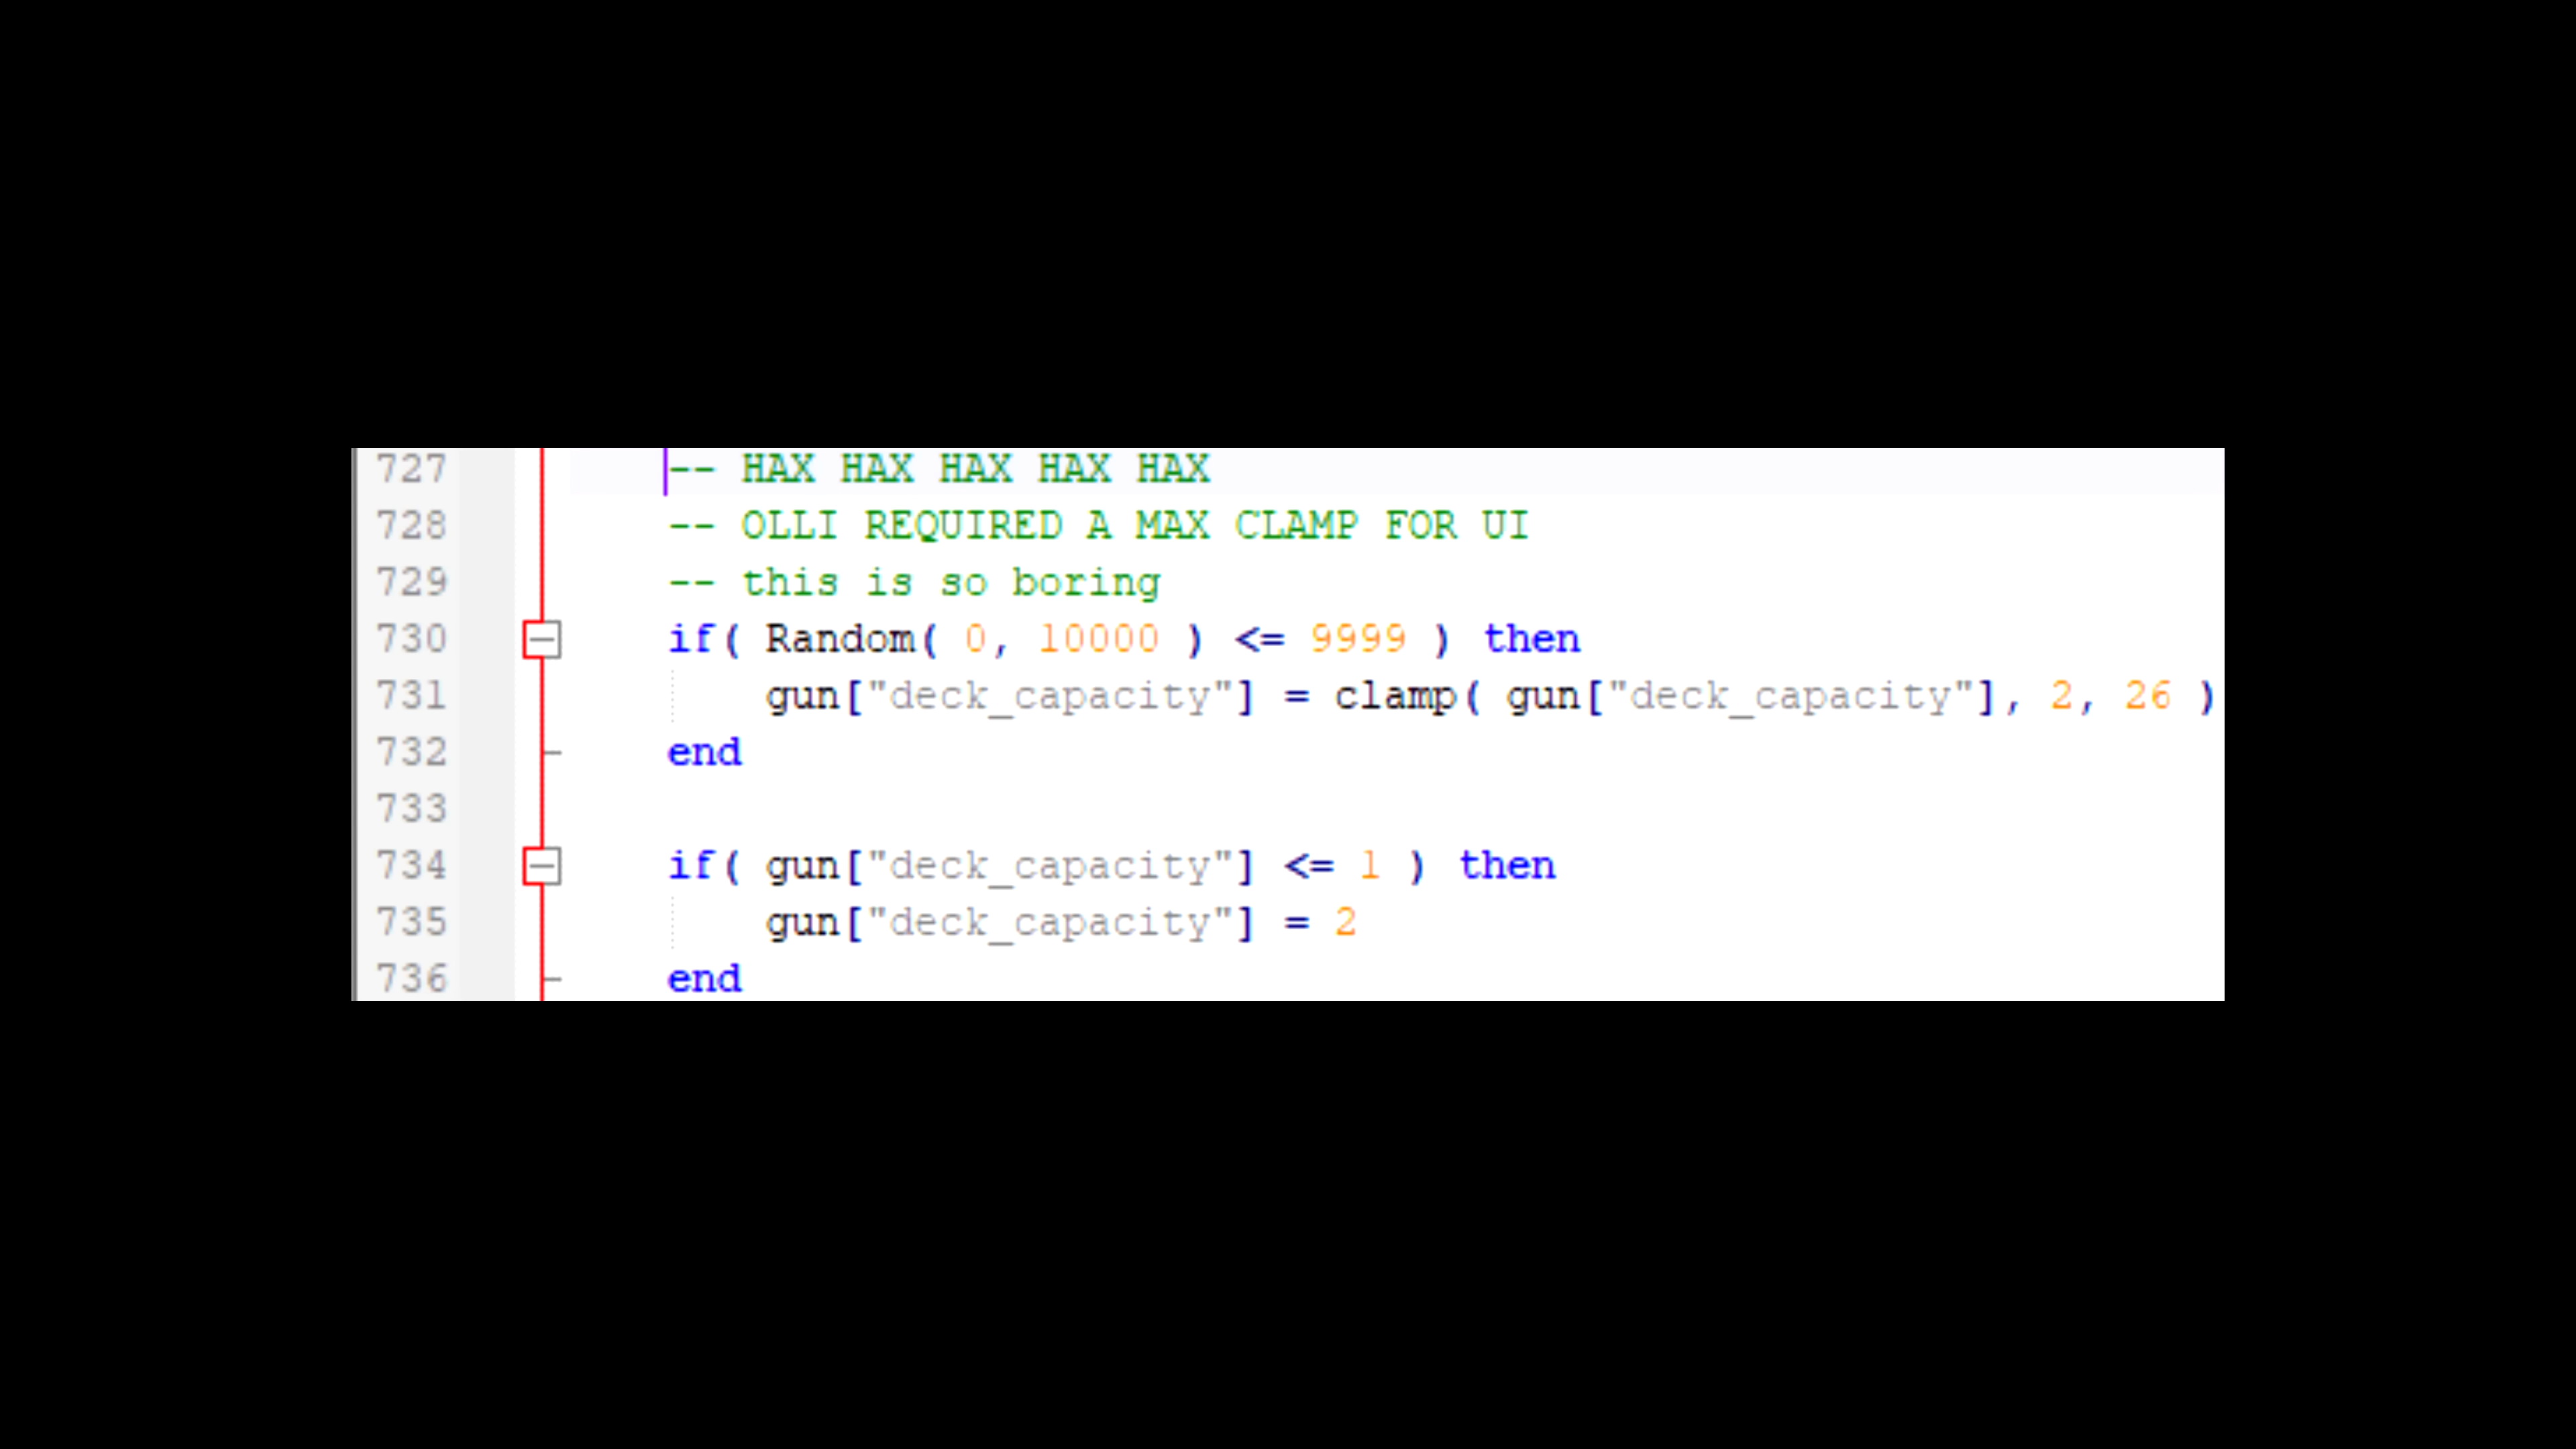 727 -- HAX HAX HAX HAX HAX
728 -- OLLI REQUIRED A MAX CLAMP FOR UI
729 -- this is so boring
730 if( Random( 0, 10000 ) <= 9999 ) then
731 gun["deck_capacity"] = clamp( gun["deck_capacity"], 2, 26 )
732 end
733
734 if( gun["deck_capacity"] <= 1 ) then
735 gun["deck_capacity"] = 2
736 end